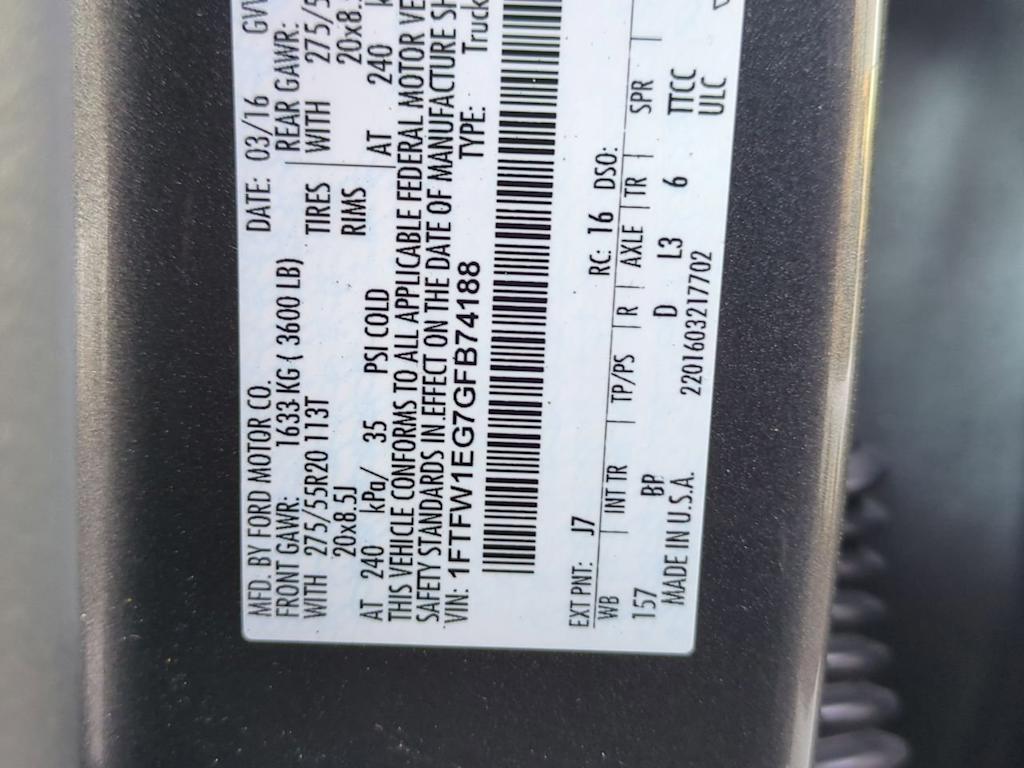 MFD. BY FORD MOTOR CO. DATE: 03/16
FRONT GAWR: 1633 KG ( 3600 LB) REAR GAWR:
WITH 275/55R20 113T TIRES WITH
20x8.5J RIMS
AT 240 kPa/ 35 PSI COLD AT 240
THIS VEHICLE CONFORMS TO ALL APPLICABLE FEDERAL MOTOR
SAFETY STANDARDS IN EFFECT ON THE DATE OF MANUFACTURE
VIN: 1FTFW1EG7GFB74188 TYPE: Truck
EXT PNT: J7 RC: 16 DSO:
WB | INT TR | TP/PS | R | AXLE | TR | SPR |
157 BP D L3 6 TTCC
MADE IN U.S.A. 2201603217702 ULC